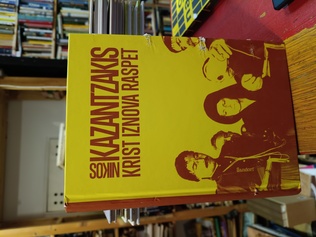 NIKOS
KAZANTZAKIS
KRIST IZNOVA RASPET